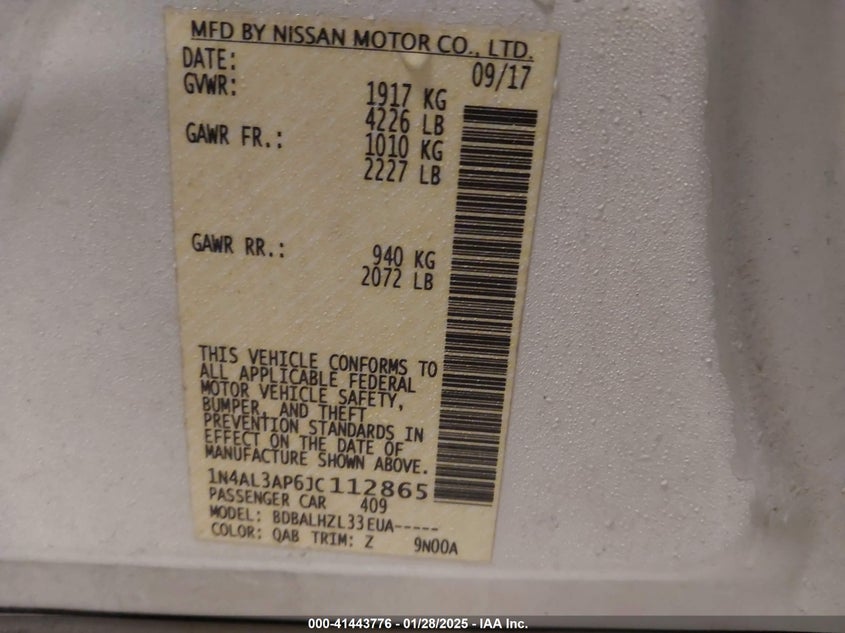 MFD BY NISSAN MOTOR CO., LTD.
DATE: 09/17
GVWR: 1917 KG
4226 LB
GAWR FR.: 1010 KG
2227 LB
GAWR RR.: 940 KG
2072 LB
THIS VEHICLE CONFORMS TO
ALL APPLICABLE FEDERAL
MOTOR VEHICLE SAFETY,
BUMPER, AND THEFT
PREVENTION STANDARDS IN
EFFECT ON THE DATE OF
MANUFACTURE SHOWN ABOVE.
1N4AL3AP6JC112865
PASSENGER CAR 409
MODEL: BDBALHZL33EUA-----
COLOR: QAB TRIM: Z 9N00A
000-41443776 - 01/28/2025 - IAA Inc.